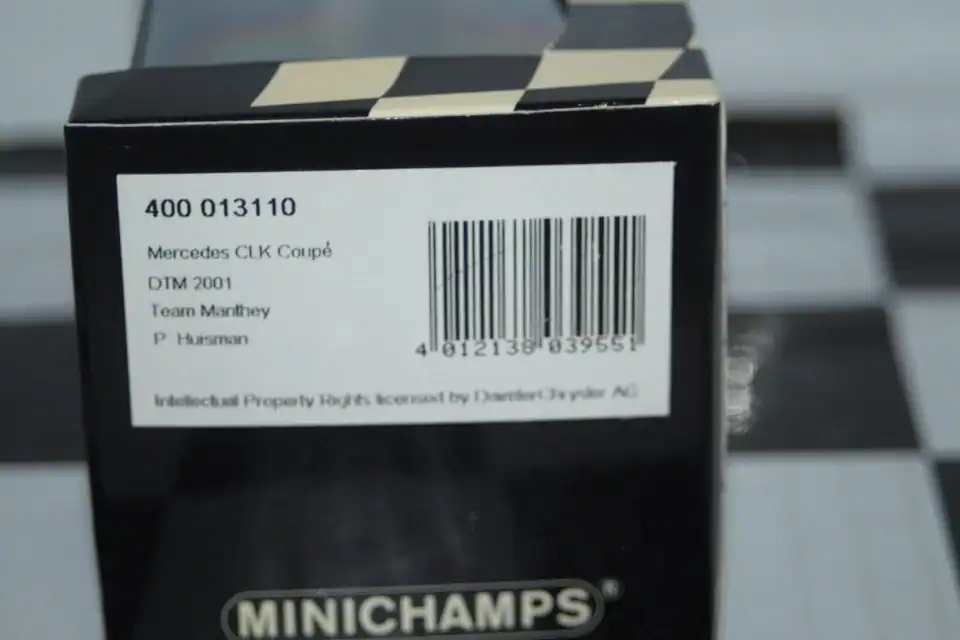 400 013110
Mercedes CLK Coupé
DTM 2001
Team Manthey
P. Huisman
4 012138 039551
Intellectual Property Rights licensed by DaimlerChrysler AG
MINICHAMPS®